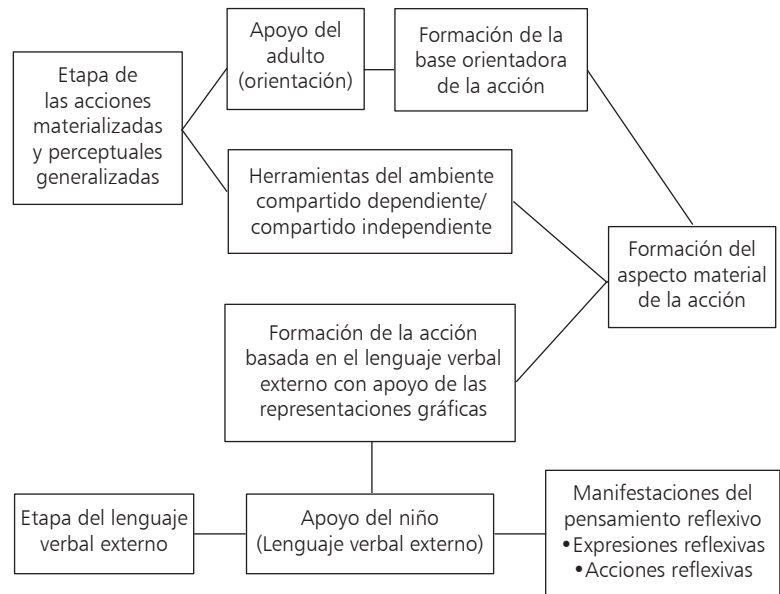 Etapa de
las acciones
materializadas
y perceptuales
generalizadas
Apoyo del
adulto
(orientación)
Formación de la
base orientadora
de la acción
Herramientas del ambiente
compartido dependiente/
compartido independiente
Formación del
aspecto material
de la acción
Formación de la acción
basada en el lenguaje verbal
externo con apoyo de las
representaciones gráficas
Etapa del lenguaje
verbal externo
Apoyo del niño
(Lenguaje verbal externo)
Manifestaciones del
pensamiento reflexivo
•Expresiones reflexivas
•Acciones reflexivas